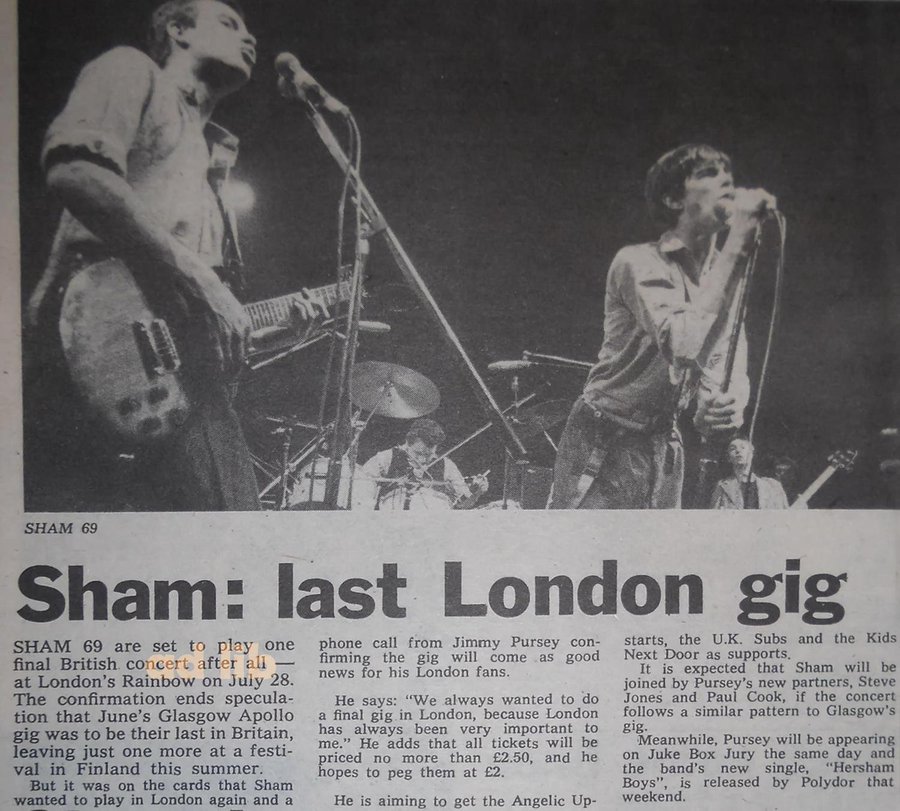 SHAM 69
Sham: last London gig
SHAM 69 are set to play one
final British concert after all —
at London's Rainbow on July 28.
The confirmation ends specula-
tion that June's Glasgow Apollo
gig was to be their last in Britain,
leaving just one more at a festi-
val in Finland this summer.
But it was on the cards that Sham
wanted to play in London again and a
phone call from Jimmy Pursey con-
firming the gig will come as good
news for his London fans.
He says: "We always wanted to do
a final gig in London, because London
has always been very important to
me." He adds that all tickets will be
priced no more than £2.50, and he
hopes to peg them at £2.
He is aiming to get the Angelic Up-
starts, the U.K. Subs and the Kids
Next Door as supports.
It is expected that Sham will be
joined by Pursey's new partners, Steve
Jones and Paul Cook, if the concert
follows a similar pattern to Glasgow's
gig.
Meanwhile, Pursey will be appearing
on Juke Box Jury the same day and
the band's new single, "Hersham
Boys", is released by Polydor that
weekend.